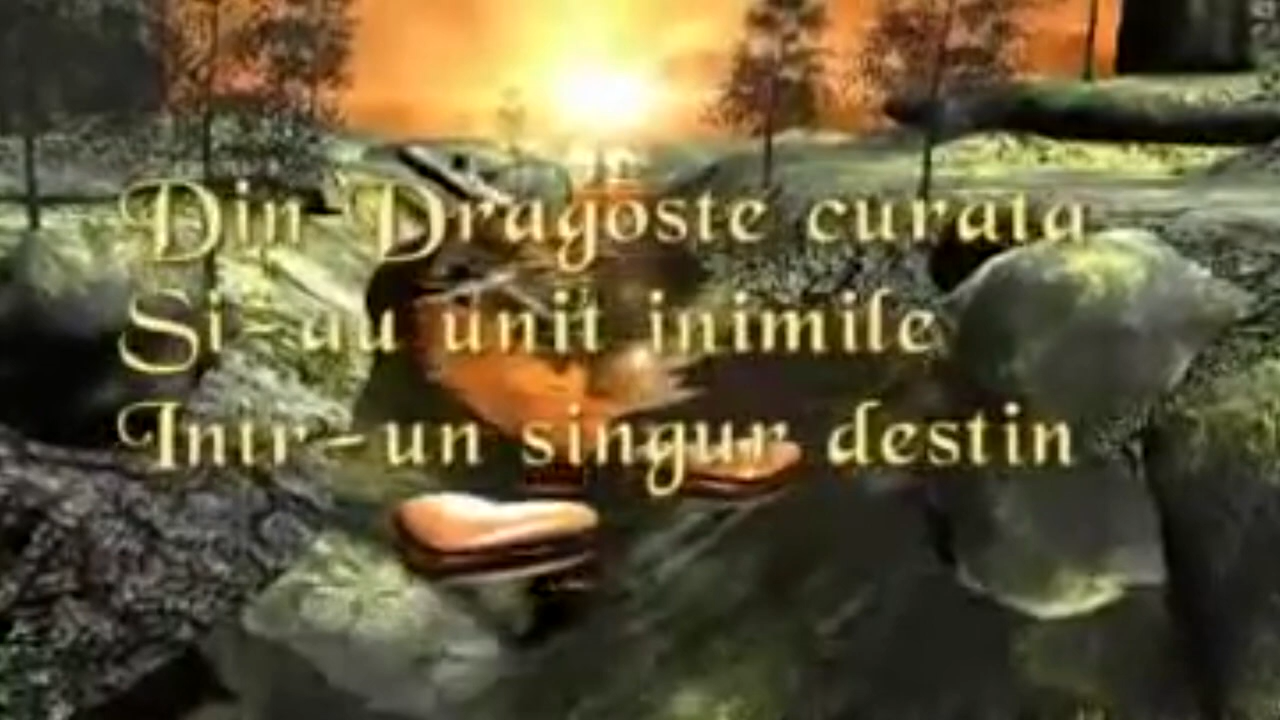 Din Dragoste curata
Si-au unit inimile
Intr-un singur destin